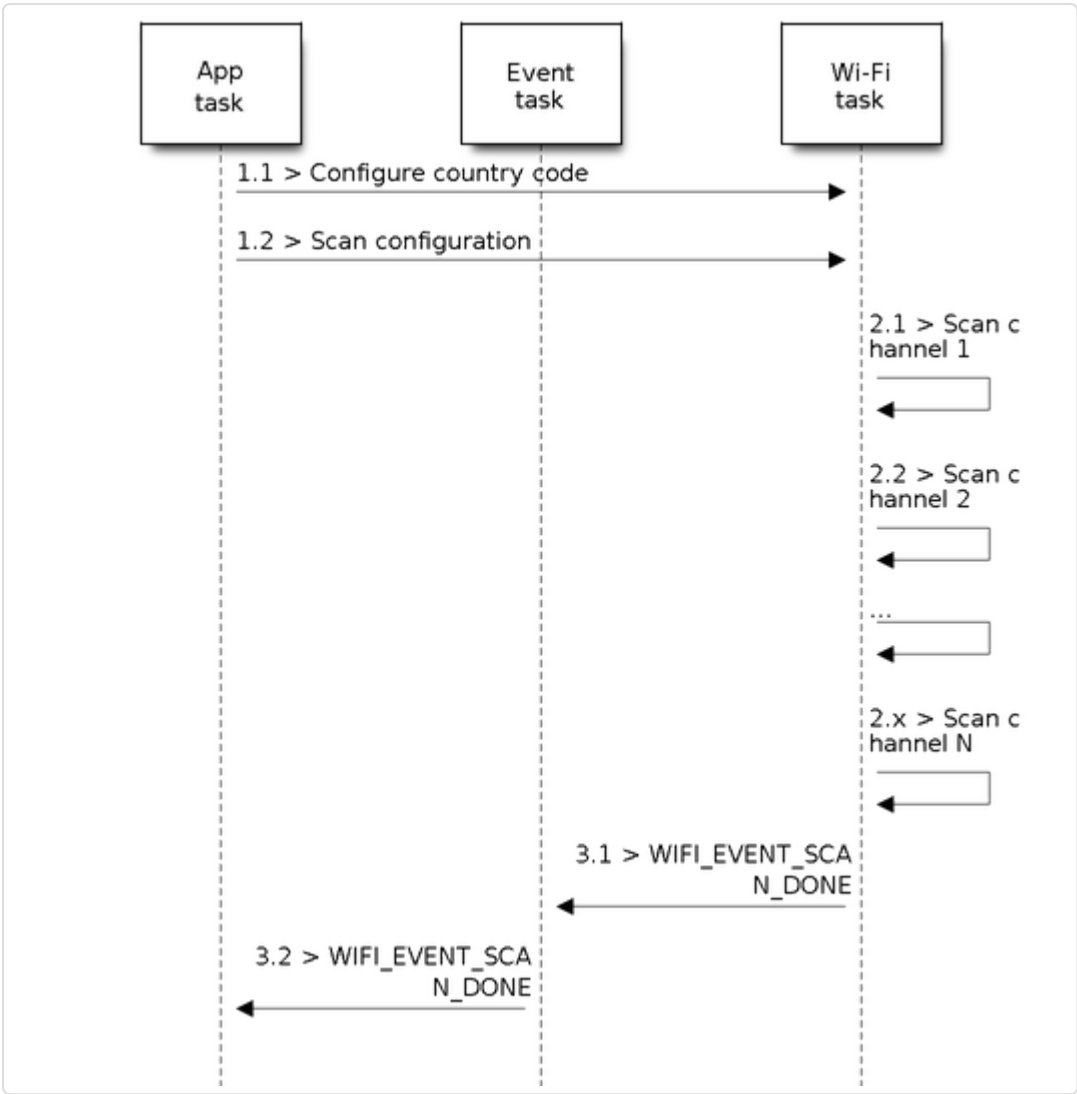 App
task
Event
task
Wi-Fi
task
1.1 > Configure country code
1.2 > Scan configuration
2.1 > Scan c
hannel 1
2.2 > Scan c
hannel 2
...
2.x > Scan c
hannel N
3.1 > WIFI_EVENT_SCA
N_DONE
3.2 > WIFI_EVENT_SCA
N_DONE